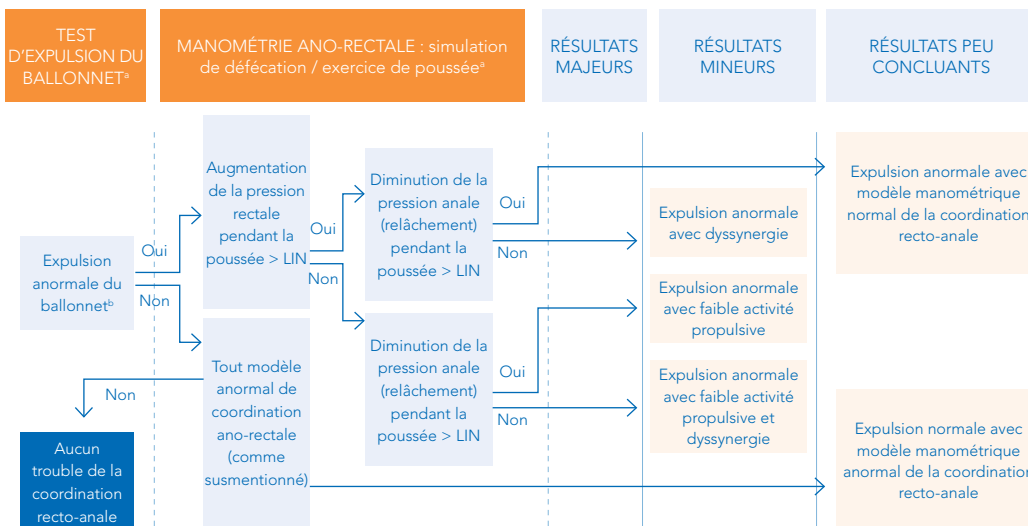 TEST
D'EXPULSION DU
BALLONNETᵃ
MANOMÉTRIE ANO-RECTALE : simulation
de défécation / exercice de pousséeᵃ
RÉSULTATS
MAJEURS
RÉSULTATS
MINEURS
RÉSULTATS PEU
CONCLUANTS
Expulsion
anormale du
ballonnetᵇ
Oui
Non
Augmentation
de la pression
rectale
pendant la
poussée > LIN
Oui
Non
Diminution de la
pression anale
(relâchement)
pendant la
poussée > LIN
Oui
Non
Expulsion anormale
avec dyssynergie
Expulsion anormale avec
modèle manométrique
normal de la coordination
recto-anale
Tout modèle
anormal de
coordination
ano-rectale
(comme
susmentionné)
Diminution de la
pression anale
(relâchement)
pendant la
poussée > LIN
Oui
Non
Expulsion anormale
avec faible activité
propulsive
Expulsion anormale
avec faible activité
propulsive et
dyssynergie
Non
Aucun
trouble de la
coordination
recto-anale
Expulsion normale avec
modèle manométrique
anormal de la coordination
recto-anale